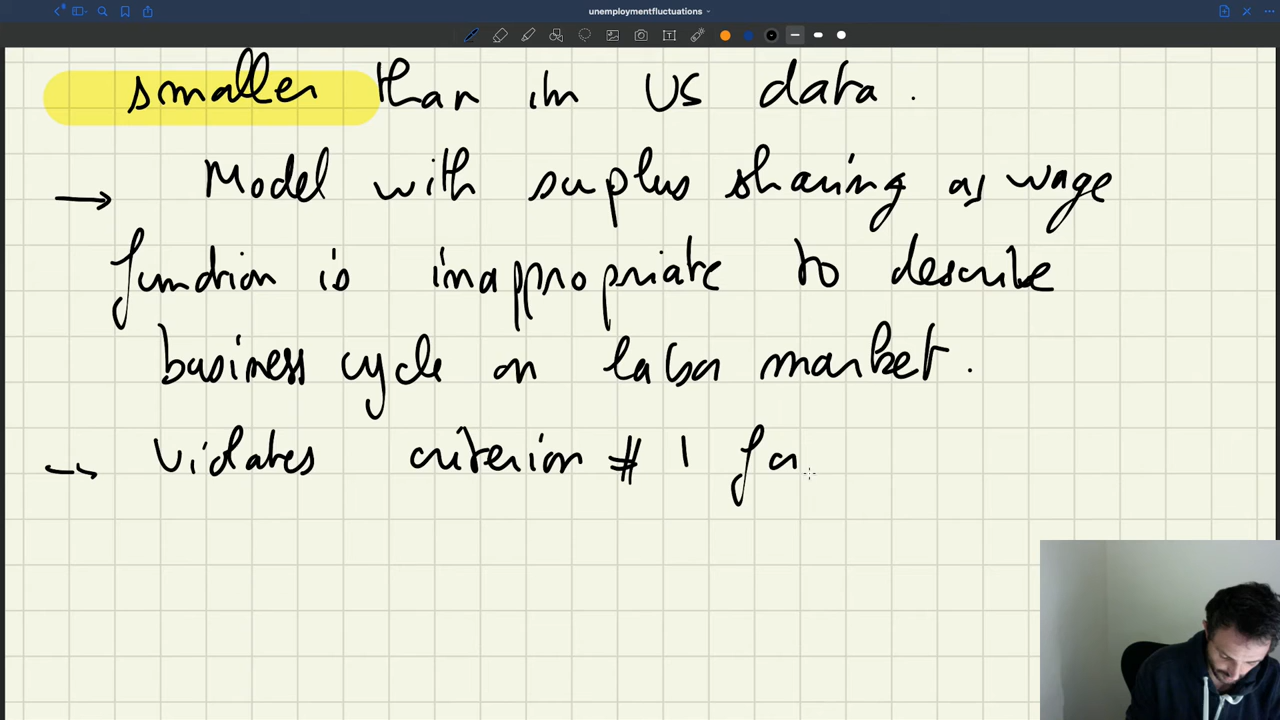 unemploymentfluctuations
smaller than in US data.
→ Model with surplus sharing as wage
function is inappropriate to describe
business cycle on labor market.
→ Violates criterion # 1 for